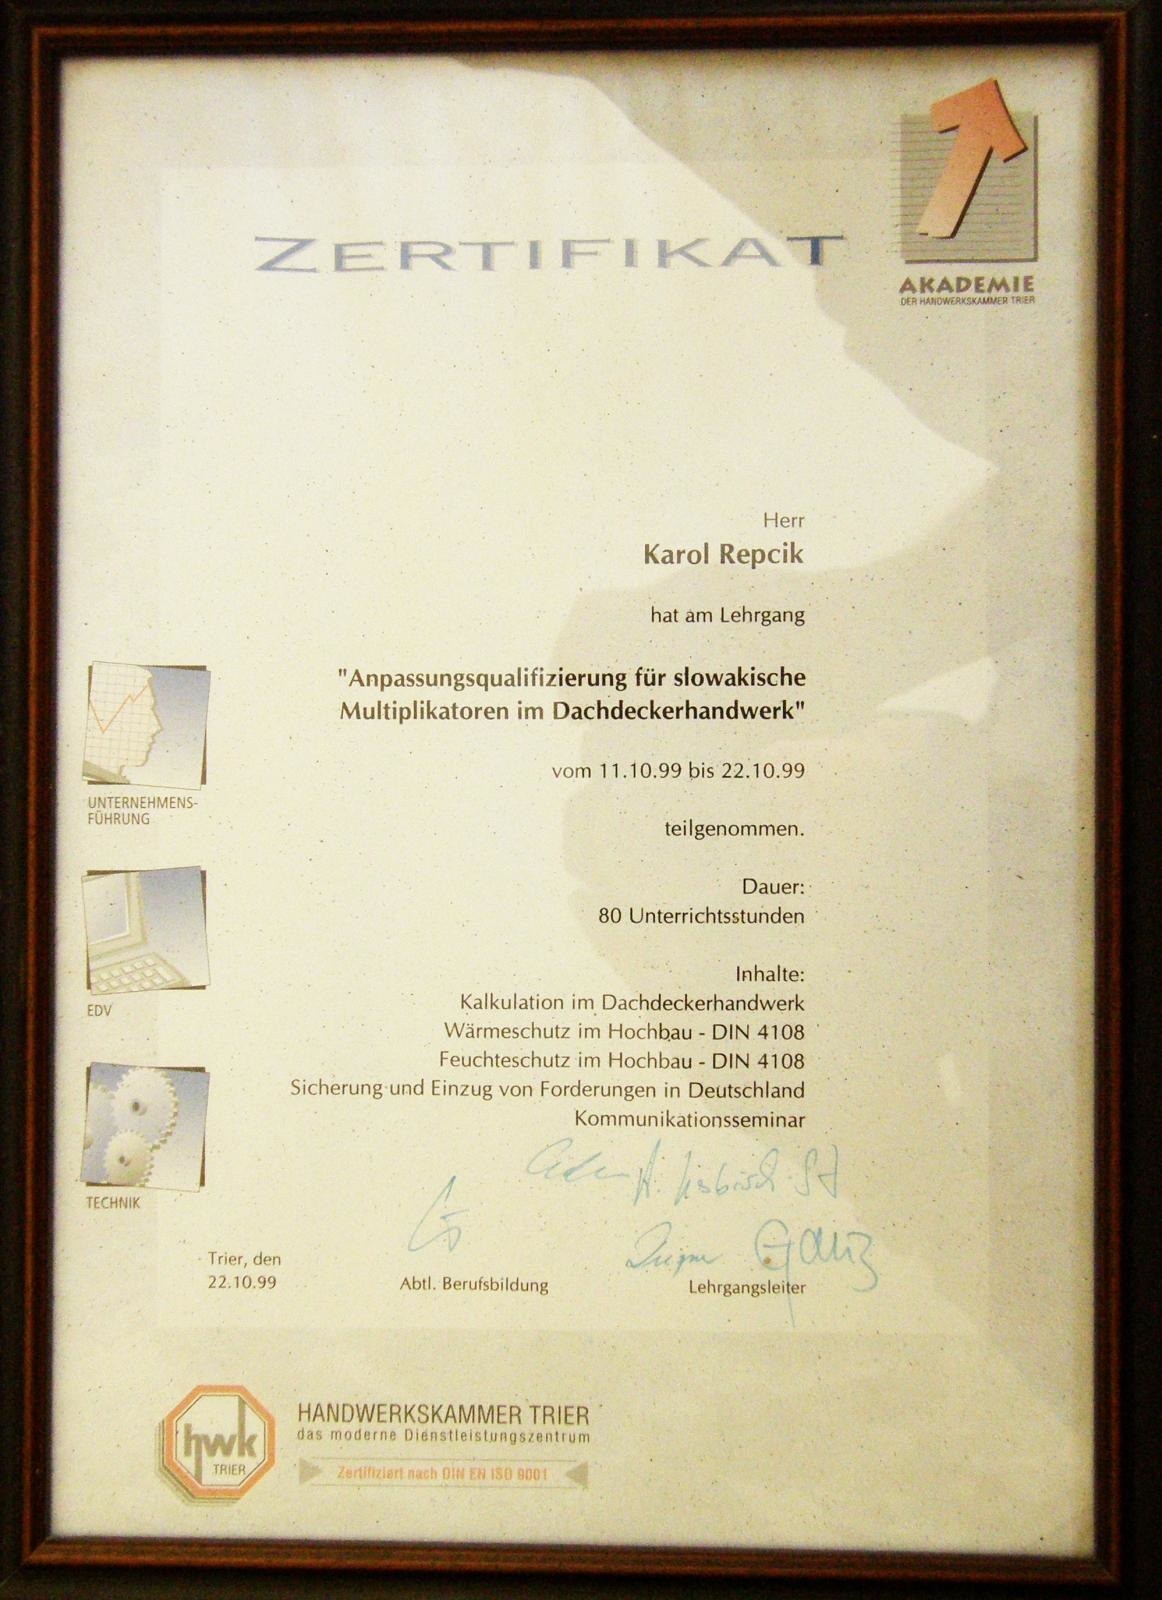 ZERTIFIKAT
AKADEMIE
DER HANDWERKSKAMMER TRIER
Herr
Karol Repcik
hat am Lehrgang
"Anpassungsqualifizierung für slowakische
Multiplikatoren im Dachdeckerhandwerk"
vom 11.10.99 bis 22.10.99
teilgenommen.
Dauer:
80 Unterrichtsstunden
Inhalte:
Kalkulation im Dachdeckerhandwerk
Wärmeschutz im Hochbau - DIN 4108
Feuchteschutz im Hochbau - DIN 4108
Sicherung und Einzug von Forderungen in Deutschland
Kommunikationsseminar
UNTERNEHMENS-
FÜHRUNG
EDV
TECHNIK
Trier, den
22.10.99
Abtl. Berufsbildung
Lehrgangsleiter
hwk
TRIER
HANDWERKSKAMMER TRIER
das moderne Dienstleistungszentrum
Zertifiziert nach DIN EN ISO 9001